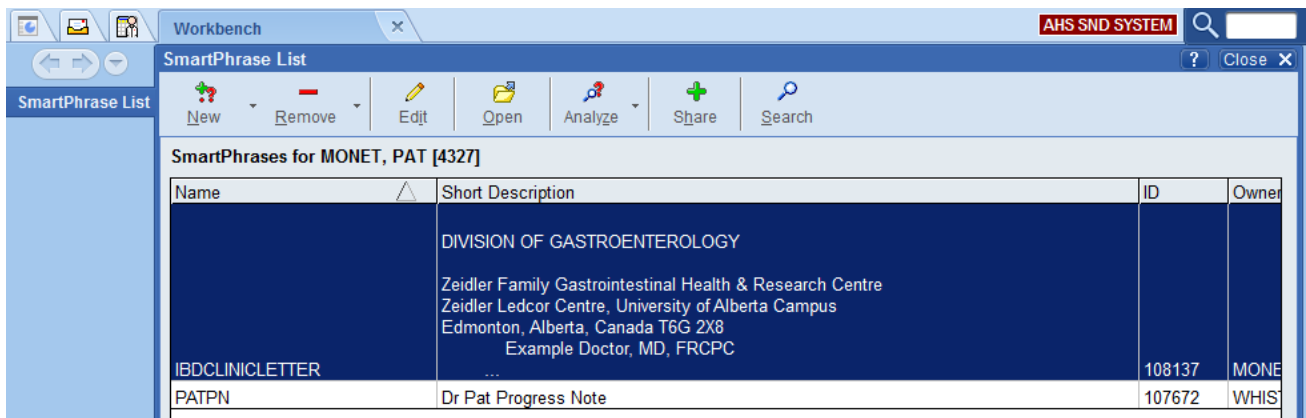 Workbench
AHS SND SYSTEM
SmartPhrase List
? Close X
SmartPhrase List
New
Remove
Edit
Open
Analyze
Share
Search
SmartPhrases for MONET, PAT [4327]
Name Short Description ID Owner
DIVISION OF GASTROENTEROLOGY
Zeidler Family Gastrointestinal Health & Research Centre
Zeidler Ledcor Centre, University of Alberta Campus
Edmonton, Alberta, Canada T6G 2X8
Example Doctor, MD, FRCPC
IBDCLINICLETTER ... 108137 MONE
PATPN Dr Pat Progress Note 107672 WHIS